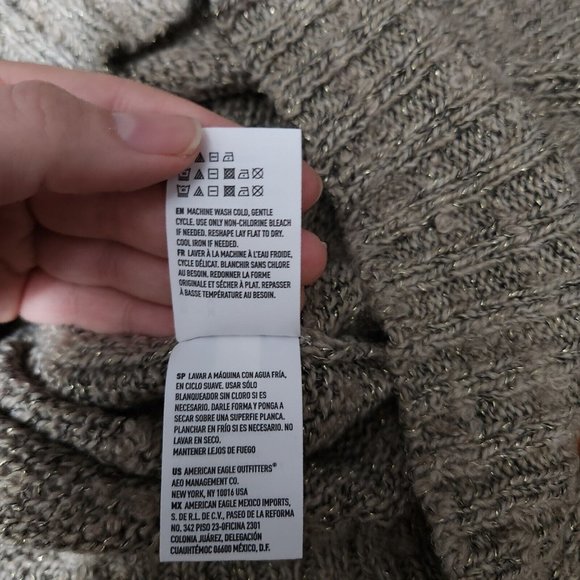 EN MACHINE WASH COLD, GENTLE
CYCLE. USE ONLY NON-CHLORINE BLEACH
IF NEEDED. RESHAPE LAY FLAT TO DRY.
COOL IRON IF NEEDED.
FR LAVER À LA MACHINE À L'EAU FROIDE,
CYCLE DÉLICAT. BLANCHIR SANS CHLORE
AU BESOIN. REDONNER LA FORME
ORIGINALE ET SÉCHER À PLAT. REPASSER
À BASSE TEMPÉRATURE AU BESOIN.
SP LAVAR A MÁQUINA CON AGUA FRÍA,
EN CICLO SUAVE. USAR SÓLO
BLANQUEADOR SIN CLORO SI ES
NECESARIO. DARLE FORMA Y PONGA A
SECAR SOBRE UNA SUPERFIE PLANCA.
PLANCHAR EN FRÍO SI ES NECESARIO. NO
LAVAR EN SECO.
MANTENER LEJOS DE FUEGO
US AMERICAN EAGLE OUTFITTERS®
AEO MANAGEMENT CO.
NEW YORK, NY 10016 USA
MX AMERICAN EAGLE MEXICO IMPORTS,
S. DE R.L. DE C.V., PASEO DE LA REFORMA
NO. 342 PISO 23-OFICINA 2301
COLONIA JUÁREZ, DELEGACIÓN
CUAUHTÉMOC 06600 MÉXICO, D.F.